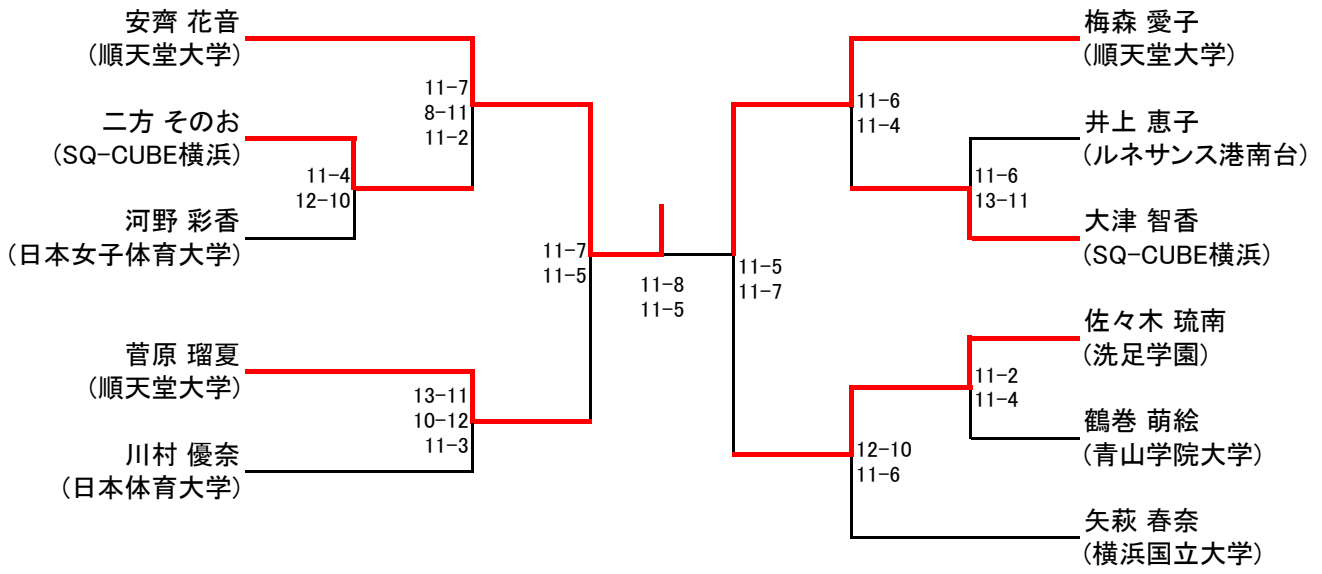 安齊 花音
(順天堂大学)
二方 そのお
(SQ-CUBE横浜)
河野 彩香
(日本女子体育大学)
菅原 瑠夏
(順天堂大学)
川村 優奈
(日本体育大学)
11-7
8-11
11-2
11-4
12-10
11-7
11-5
13-11
10-12
11-3
11-8
11-5
11-5
11-7
11-6
11-4
11-6
13-11
11-2
11-4
12-10
11-6
梅森 愛子
(順天堂大学)
井上 恵子
(ルネサンス港南台)
大津 智香
(SQ-CUBE横浜)
佐々木 琉南
(洗足学園)
鶴巻 萌絵
(青山学院大学)
矢萩 春奈
(横浜国立大学)